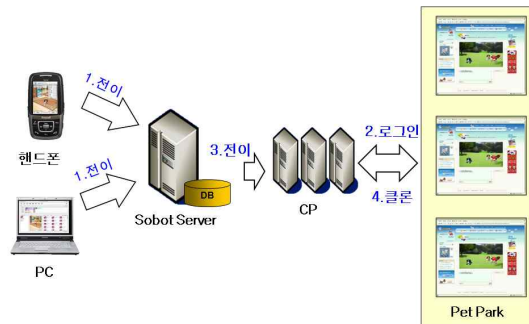 1.전이
핸드폰
1.전이
PC
DB
Sobot Server
3.전이
CP
2.로그인
4.클론
Pet Park